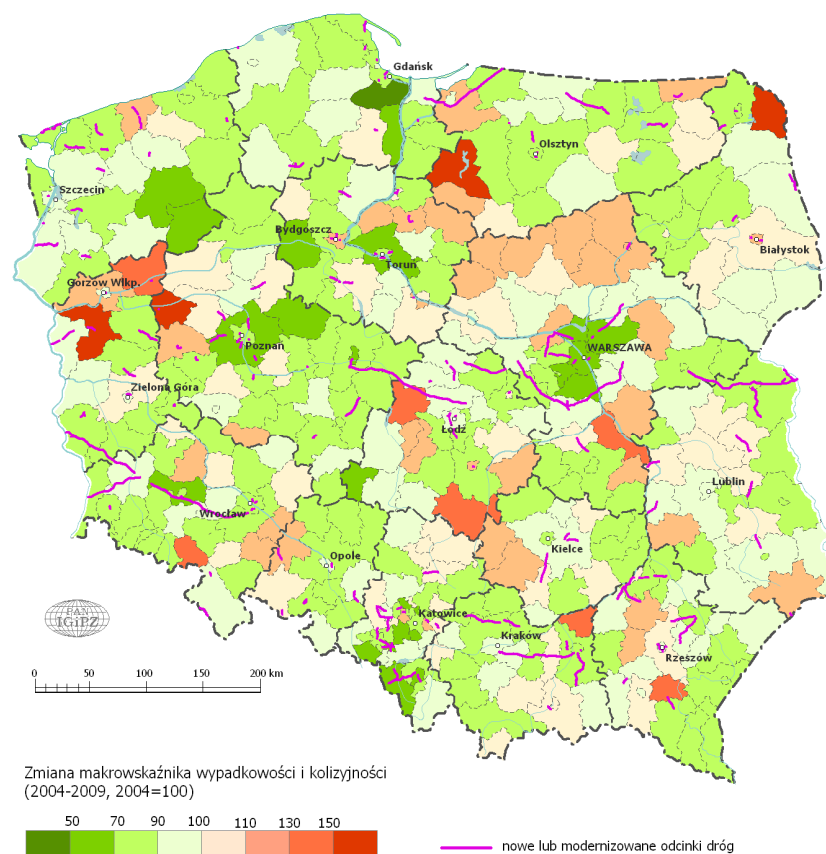 Gdańsk
Olsztyn
Szczecin
Bydgoszcz
Białystok
Toruń
Gorzów Wlkp.
WARSZAWA
Poznań
Zielona Góra
Łódź
Lublin
Wrocław
Kielce
Opole
PAN
IGiPZ
Katowice
Kraków
Rzeszów
0 50 100 150 200 km
Zmiana makrowskaźnika wypadkowości i kolizyjności
(2004-2009, 2004=100)
50 70 90 100 110 130 150
nowe lub modernizowane odcinki dróg